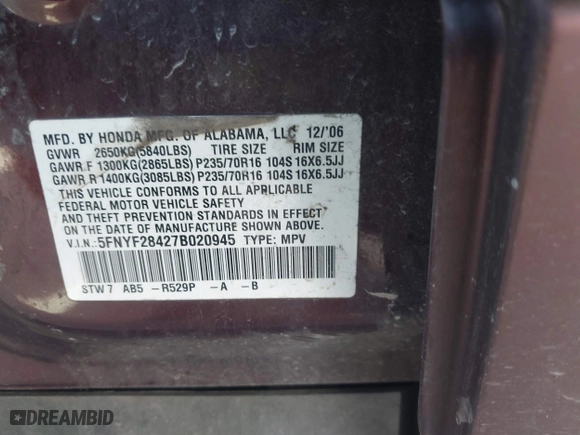 MFD. BY HONDA MFG. OF ALABAMA, LLC 12/'06
GVWR 2650KG(5840LBS) TIRE SIZE RIM SIZE
GAWR F 1300KG(2865LBS) P235/70R16 104S 16X6.5JJ
GAWR R 1400KG(3085LBS) P235/70R16 104S 16X6.5JJ
THIS VEHICLE CONFORMS TO ALL APPLICABLE
FEDERAL MOTOR VEHICLE SAFETY
AND THEFT PREVENTION STANDARDS IN EFFECT
ON THE DATE OF MANUFACTURE SHOWN ABOVE.
V.I.N.: 5FNYF28427B020945 TYPE: MPV
STW7 AB5 -R529P -A -B
DREAMBID